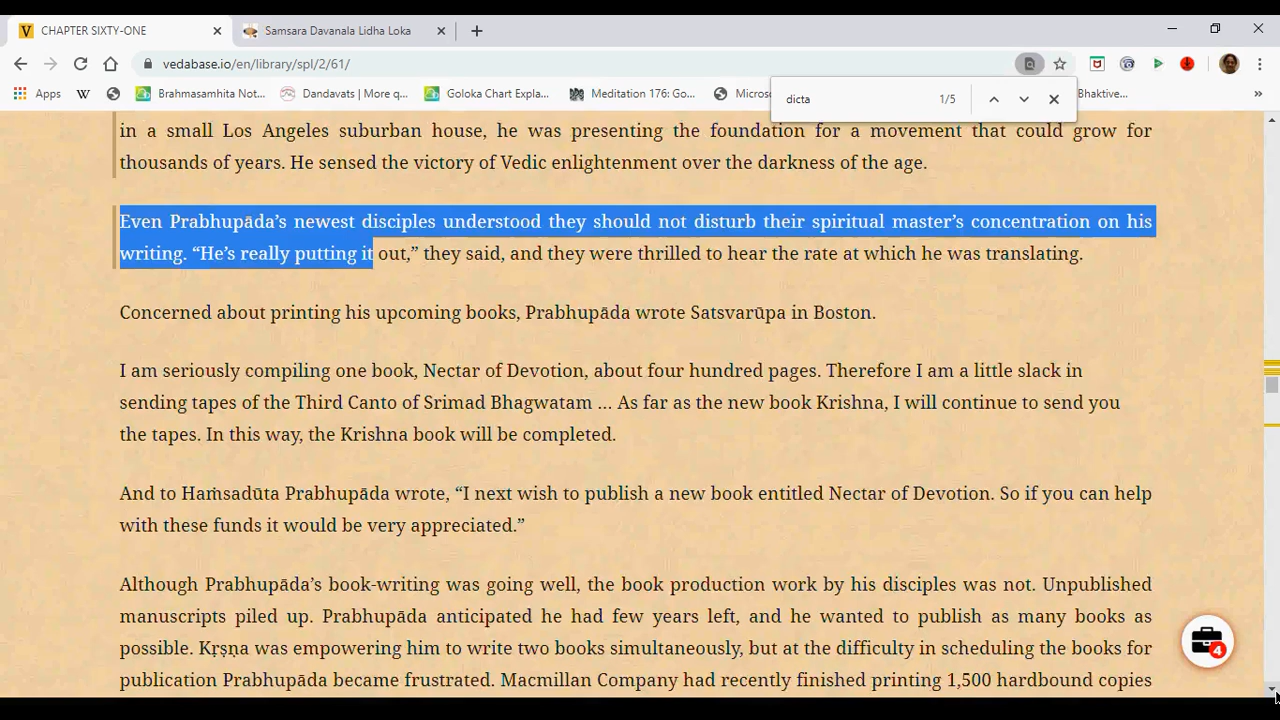 CHAPTER SIXTY-ONE
Samsara Davanala Lidha Loka
vedabase.io/en/library/spl/2/61/
Apps
Brahmasamhita Not...
Dandavats | More q...
Goloka Chart Expla...
Meditation 176: Go...
Micros
Bhaktive...
dicta 1/5
in a small Los Angeles suburban house, he was presenting the foundation for a movement that could grow for
thousands of years. He sensed the victory of Vedic enlightenment over the darkness of the age.
Even Prabhupāda’s newest disciples understood they should not disturb their spiritual master’s concentration on his
writing. “He’s really putting it out,” they said, and they were thrilled to hear the rate at which he was translating.
Concerned about printing his upcoming books, Prabhupāda wrote Satsvarūpa in Boston.
I am seriously compiling one book, Nectar of Devotion, about four hundred pages. Therefore I am a little slack in
sending tapes of the Third Canto of Srimad Bhagwatam … As far as the new book Krishna, I will continue to send you
the tapes. In this way, the Krishna book will be completed.
And to Haṁsadūta Prabhupāda wrote, “I next wish to publish a new book entitled Nectar of Devotion. So if you can help
with these funds it would be very appreciated.”
Although Prabhupāda’s book-writing was going well, the book production work by his disciples was not. Unpublished
manuscripts piled up. Prabhupāda anticipated he had few years left, and he wanted to publish as many books as
possible. Kṛṣṇa was empowering him to write two books simultaneously, but at the difficulty in scheduling the books for
publication Prabhupāda became frustrated. Macmillan Company had recently finished printing 1,500 hardbound copies
4